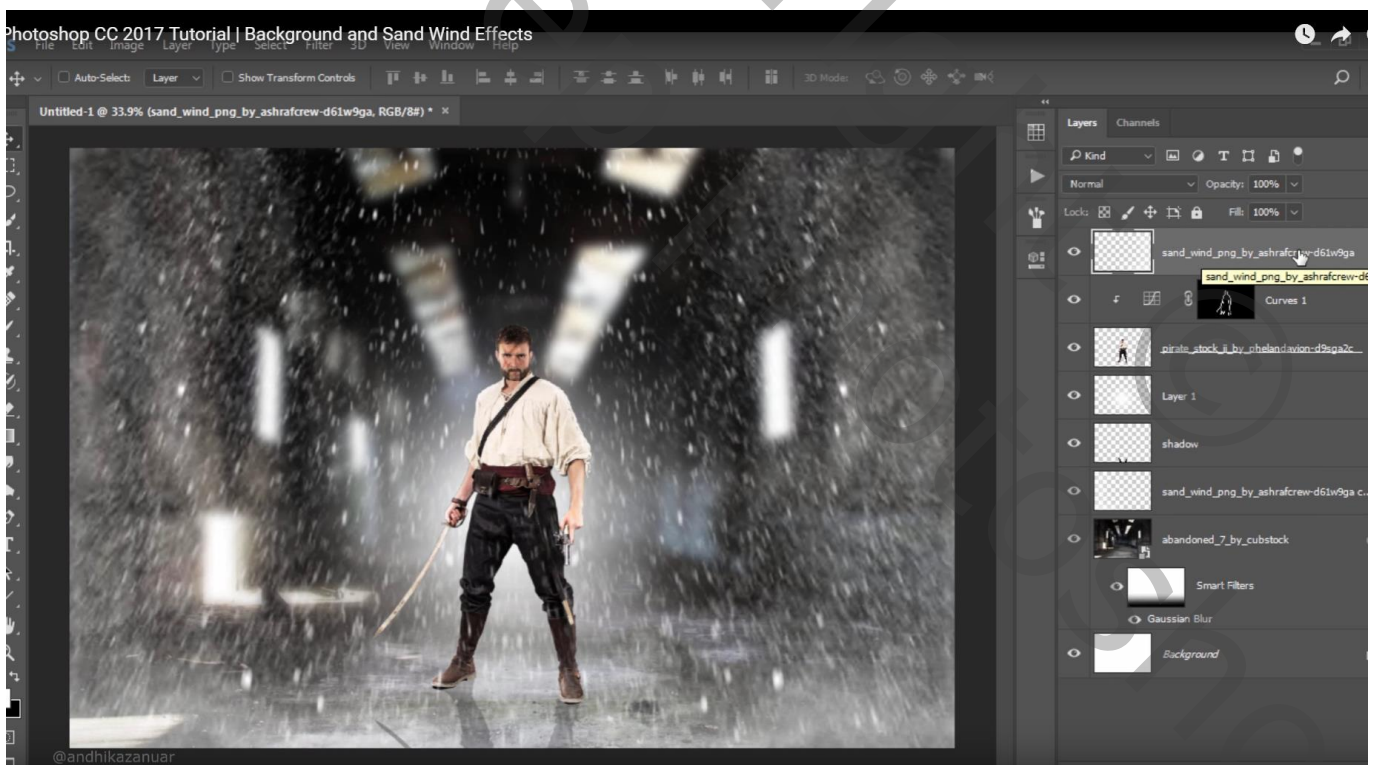 Photoshop CC 2017 Tutorial | Background and Sand Wind Effects
File Edit Image Layer Type Select Filter 3D View Window Help
Auto-Select: Layer Show Transform Controls 3D Mode:
Untitled-1 @ 33.9% (sand_wind_png_by_ashrafcrew-d61w9ga, RGB/8#) * ×
Layers Channels
Kind
Normal Opacity: 100%
Lock: Fill: 100%
sand_wind_png_by_ashrafcrew-d61w9ga
sand_wind_png_by_ashrafcrew-d6
Curves 1
pirate_stock_ii_by_phelandavion-d9sga2c
Layer 1
shadow
sand_wind_png_by_ashrafcrew-d61w9ga c...
abandoned_7_by_cubstock
Smart Filters
Gaussian Blur
Background
@andhikazanuar